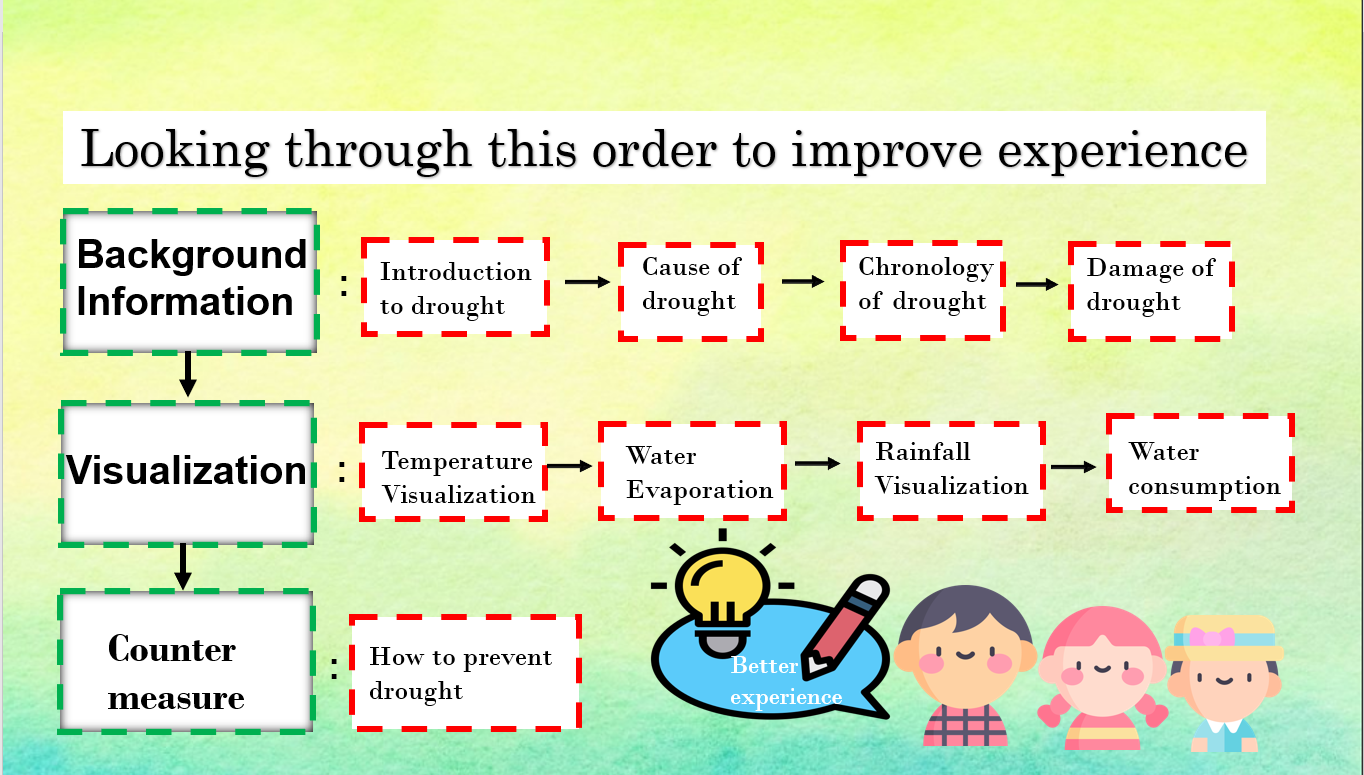 Looking through this order to improve experience
Background
Information
:
Introduction
to drought
Cause of
drought
Chronology
of drought
Damage of
drought
Visualization
:
Temperature
Visualization
Water
Evaporation
Rainfall
Visualization
Water
consumption
Counter
measure
:
How to prevent
drought
Better
experience